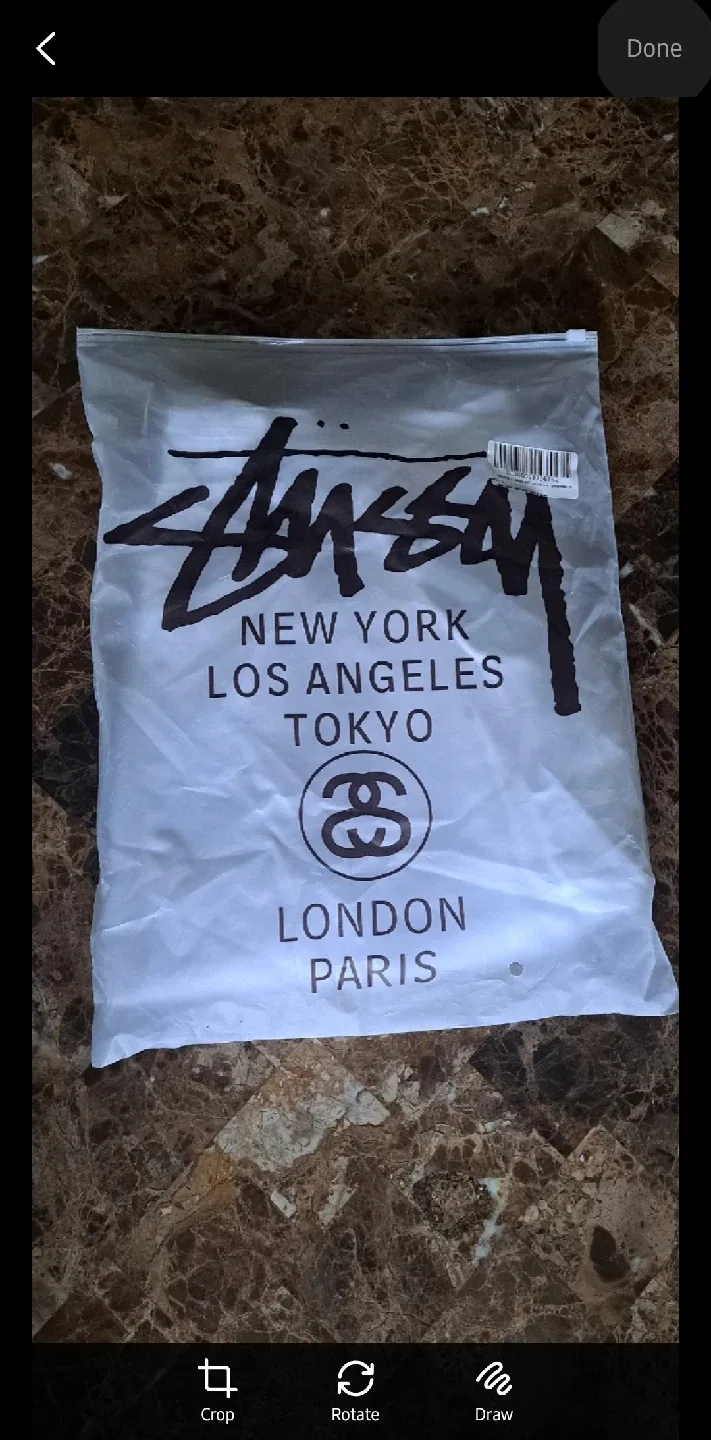 Done
Stüssy
NEW YORK
LOS ANGELES
TOKYO
LONDON
PARIS
Crop
Rotate
Draw